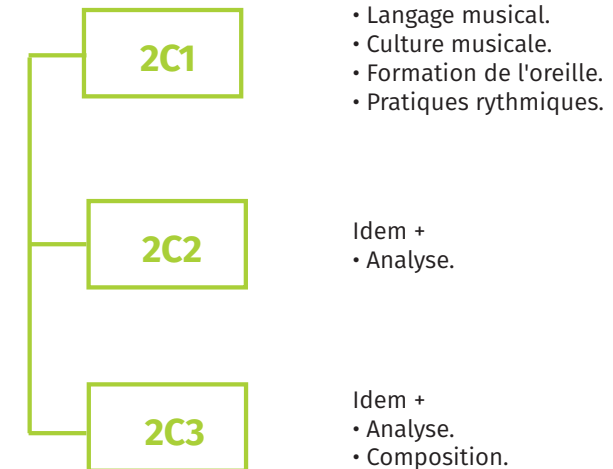 2C1
• Langage musical.
• Culture musicale.
• Formation de l'oreille.
• Pratiques rythmiques.
2C2
Idem +
• Analyse.
2C3
Idem +
• Analyse.
• Composition.